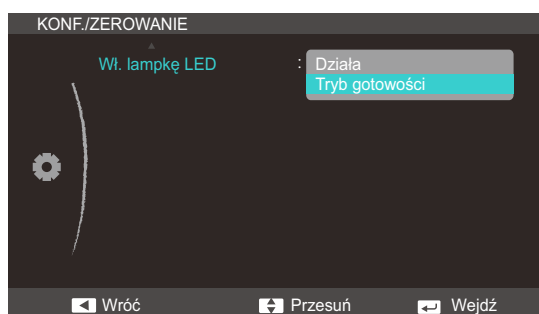 KONF./ZEROWANIE
Wł. lampkę LED : Działa
Tryb gotowości
Wróć Przesuń Wejdź